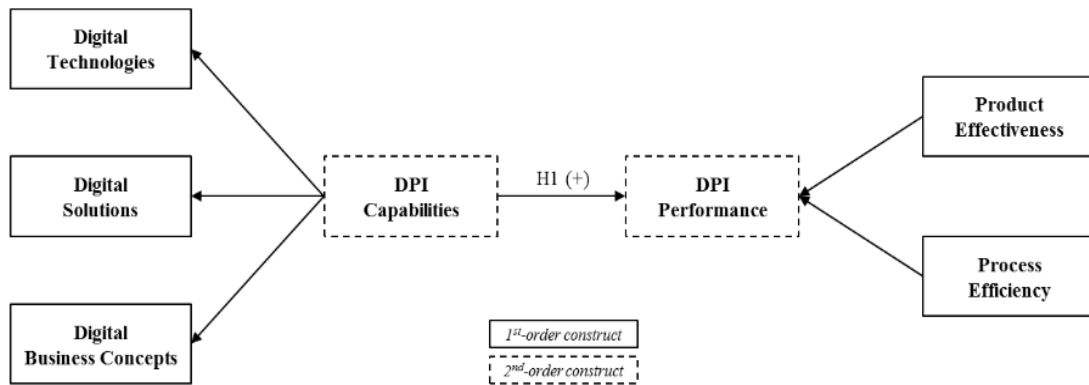 Digital
Technologies
Product
Effectiveness
Digital
Solutions
DPI
Capabilities
H1 (+)
DPI
Performance
Process
Efficiency
Digital
Business Concepts
1st-order construct
2nd-order construct